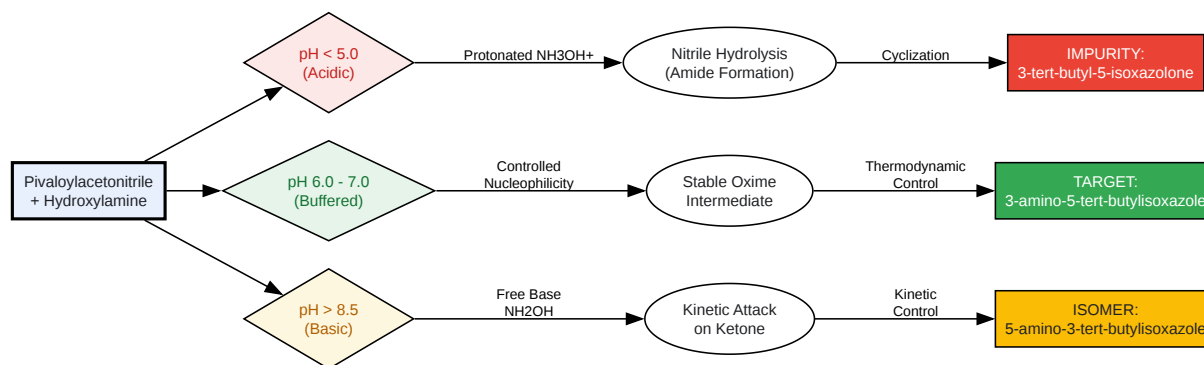 pH < 5.0
(Acidic)
Protonated NH3OH+
Nitrile Hydrolysis
(Amide Formation)
Cyclization
IMPURITY:
3-tert-butyl-5-isoxazolone
Pivaloylacetonitrile
+ Hydroxylamine
pH 6.0 - 7.0
(Buffered)
Controlled
Nucleophilicity
Stable Oxime
Intermediate
Thermodynamic
Control
TARGET:
3-amino-5-tert-butylisoxazole
pH > 8.5
(Basic)
Free Base
NH2OH
Kinetic Attack
on Ketone
Kinetic
Control
ISOMER:
5-amino-3-tert-butylisoxazole